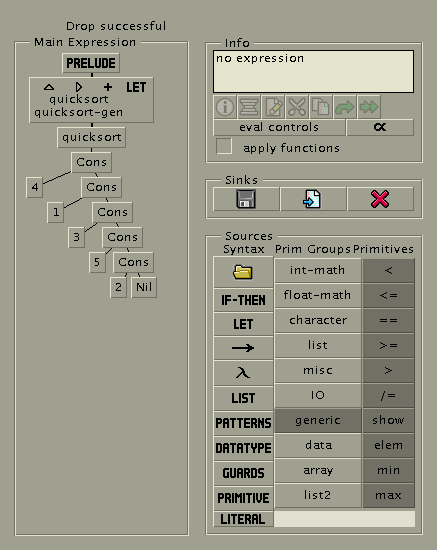 Drop successful
Main Expression
PRELUDE
+ LET
quicksort
quicksort-gen
quicksort
Cons
4 Cons
1 Cons
3 Cons
5 Cons
2 Nil
Info
no expression
eval controls α
apply functions
Sinks
Sources
Syntax Prim Groups Primitives
int-math <
IF-THEN float-math <=
LET character ==
→ list >=
λ misc >
LIST IO /=
PATTERNS generic show
DATATYPE data elem
GUARDS array min
PRIMITIVE list2 max
LITERAL